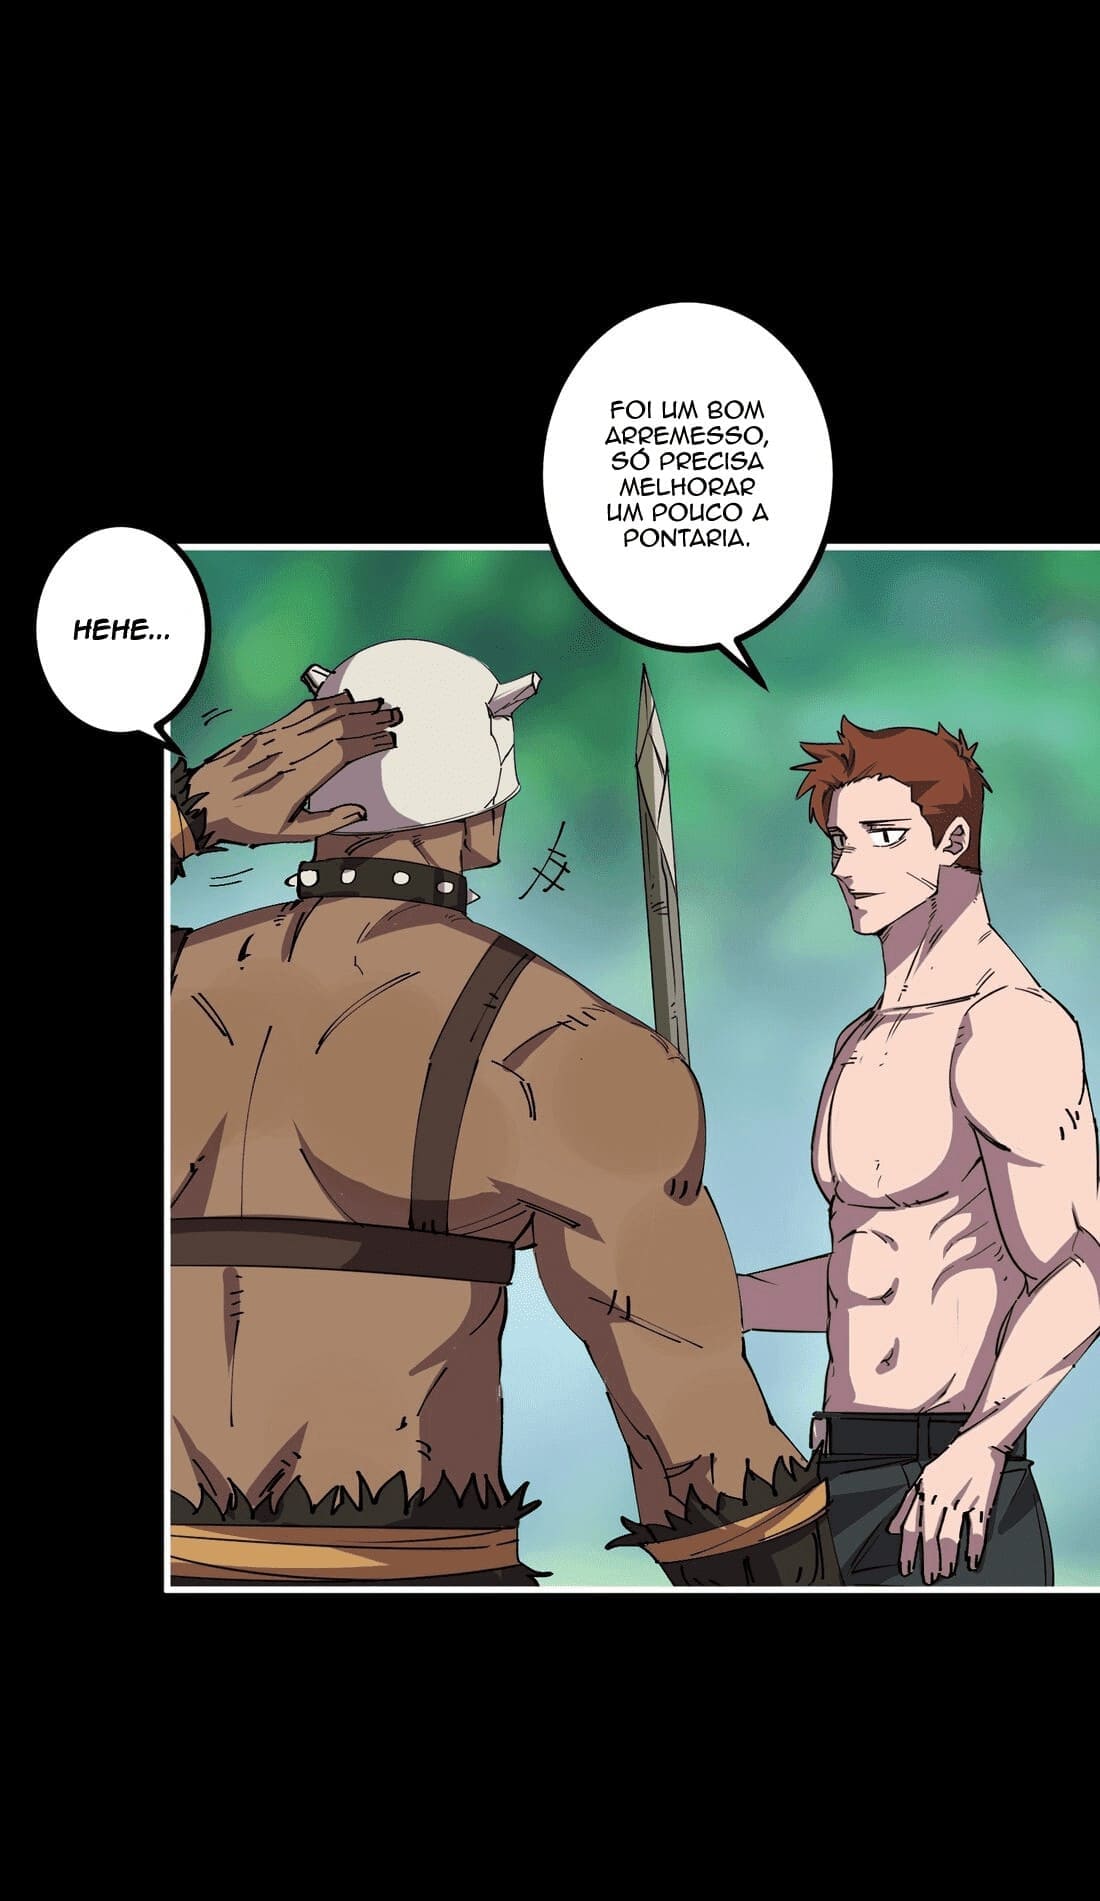 FOI UM BOM
ARREMESSO,
SÓ PRECISA
MELHORAR
UM POUCO A
PONTARIA.
HEHE...